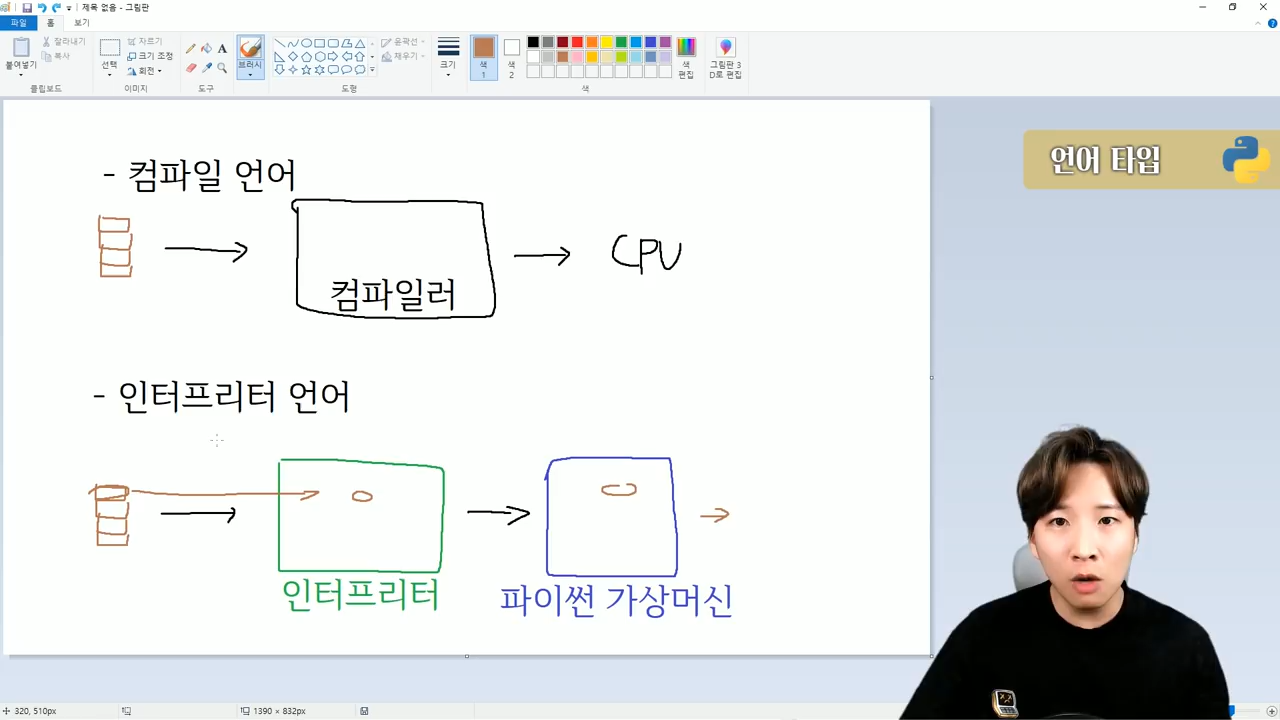 제목 없음 - 그림판
파일 홈 보기
붙여넣기 잘라내기 복사 클립보드
선택 자르기 크기 조정 회전 이미지
A 브러시 도구
윤곽선 채우기 도형
크기
색 1 색 2 색 편집 색
그림판 3D로 편집
언어 타입
- 컴파일 언어
컴파일러
CPU
- 인터프리터 언어
인터프리터
파이썬 가상머신
320, 510px 1390 × 832px